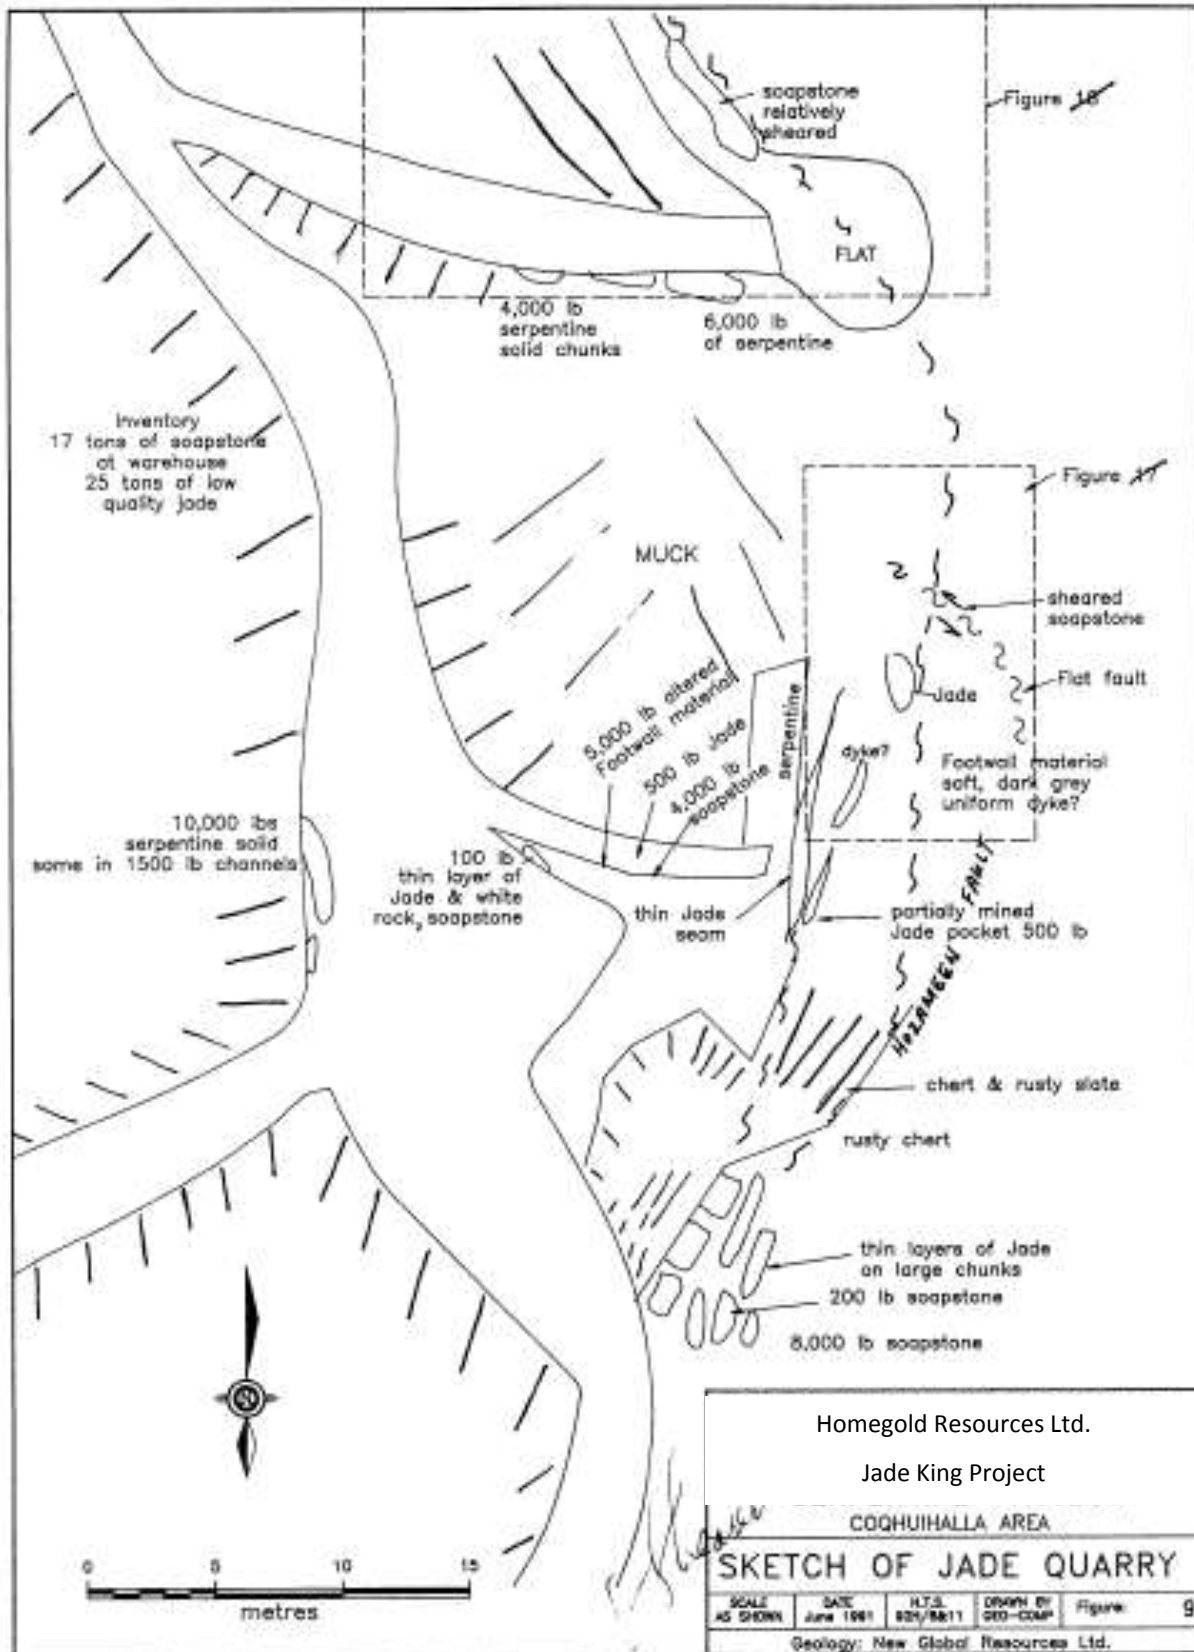 soapstone
relatively
sheared
Figure 18
FLAT
4,000 lb
serpentine
solid chunks
6,000 lb
of serpentine
Inventory
17 tons of soapstone
at warehouse
25 tons of low
quality jade
Figure 17
MUCK
sheared
soapstone
Flat fault
Jade
5,000 lb altered
Footwall material
500 lb Jade
4,000 lb
soapstone
serpentine
dyke?
Footwall material
soft, dark grey
uniform dyke?
10,000 lbs
serpentine solid
some in 1500 lb channels
100 lb
thin layer of
Jade & white
rock, soapstone
thin Jade
seam
partially mined
Jade pocket 500 lb
HOZAMEEN FAULT
chert & rusty slate
rusty chert
thin layers of Jade
on large chunks
200 lb soapstone
8,000 lb soapstone
0 5 10 15
metres
Homegold Resources Ltd.
Jade King Project
COQHUIHALLA AREA
SKETCH OF JADE QUARRY
SCALE
AS SHOWN
DATE
June 1991
N.T.S.
92H/6&11
DRAWN BY
GEO-COMP
Figure: 9
Geology: New Global Resources Ltd.